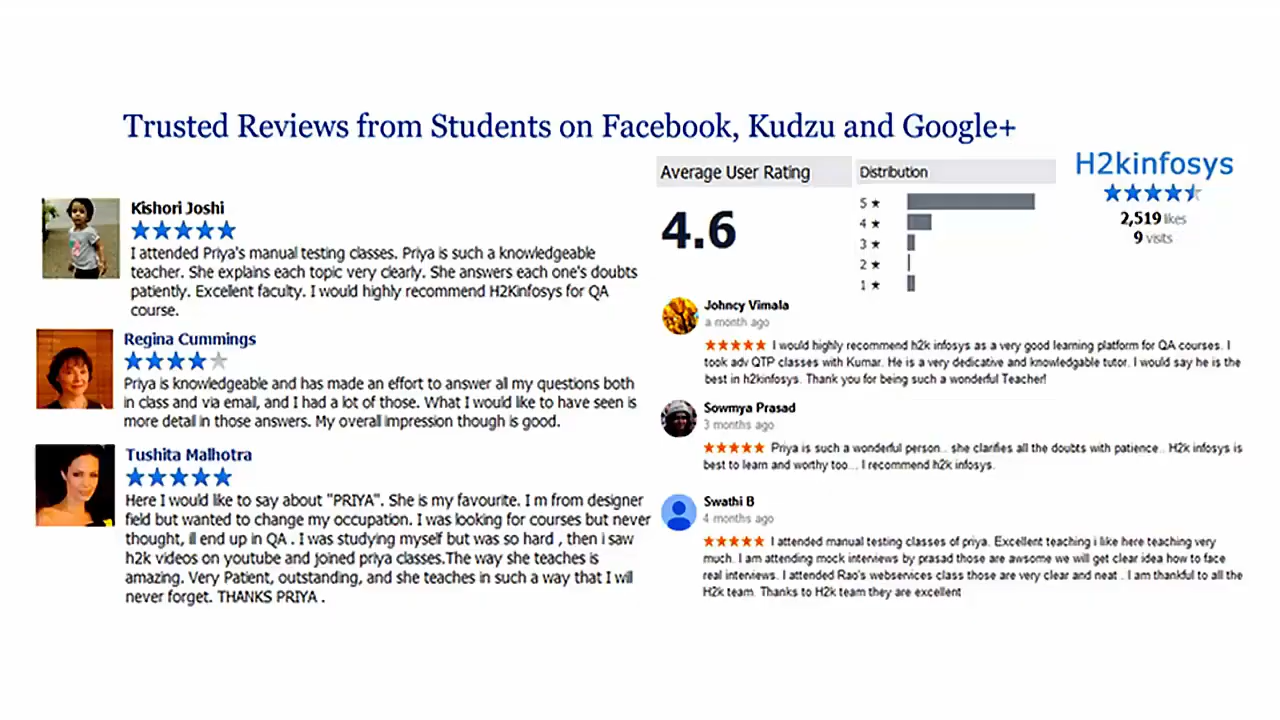 Trusted Reviews from Students on Facebook, Kudzu and Google+
Kishori Joshi
I attended Priya's manual testing classes. Priya is such a knowledgeable
teacher. She explains each topic very clearly. She answers each one's doubts
patiently. Excellent faculty. I would highly recommend H2Kinfosys for QA
course.
Regina Cummings
Priya is knowledgeable and has made an effort to answer all my questions both
in class and via email, and I had a lot of those. What I would like to have seen is
more detail in those answers. My overall impression though is good.
Tushita Malhotra
Here I would like to say about "PRIYA". She is my favourite. I m from designer
field but wanted to change my occupation. I was looking for courses but never
thought, ill end up in QA . I was studying myself but was so hard , then i saw
h2k videos on youtube and joined priya classes.The way she teaches is
amazing. Very Patient, outstanding, and she teaches in such a way that I will
never forget. THANKS PRIYA .
Average User Rating
4.6
Distribution
5 ★
4 ★
3 ★
2 ★
1 ★
H2kinfosys
2,519 likes
9 visits
Johncy Vimala
a month ago
I would highly recommend h2k infosys as a very good learning platform for QA courses. I
took adv QTP classes with Kumar. He is a very dedicative and knowledgable tutor. I would say he is the
best in h2kinfosys. Thank you for being such a wonderful Teacher!
Sowmya Prasad
3 months ago
Priya is such a wonderful person.. she clarifies all the doubts with patience.. H2k infosys is
best to learn and worthy too... I recommend h2k infosys.
Swathi B
4 months ago
I attended manual testing classes of priya. Excellent teaching i like here teaching very
much. I am attending mock interviews by prasad those are awsome we will get clear idea how to face
real interviews. I attended Rao's webservices class those are very clear and neat . I am thankful to all the
H2k team. Thanks to H2k team they are excellent